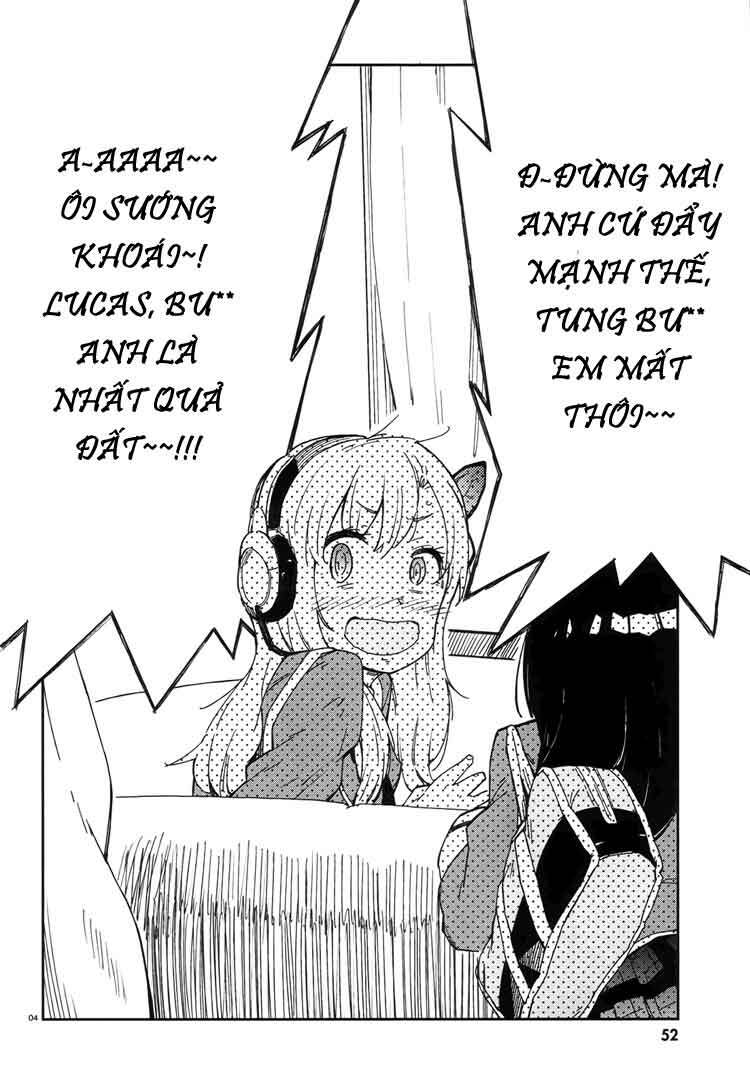 Đ~ĐỪNG MÀ!
ANH CỨ ĐẨY
MẠNH THẾ,
TUNG BU**
EM MẤT
THÔI~~
A~AAAA~~
ÔI SƯỚNG
KHOÁI~!
LUCAS, BU**
ANH LÀ
NHẤT QUẢ
ĐẤT~~!!!
04
52